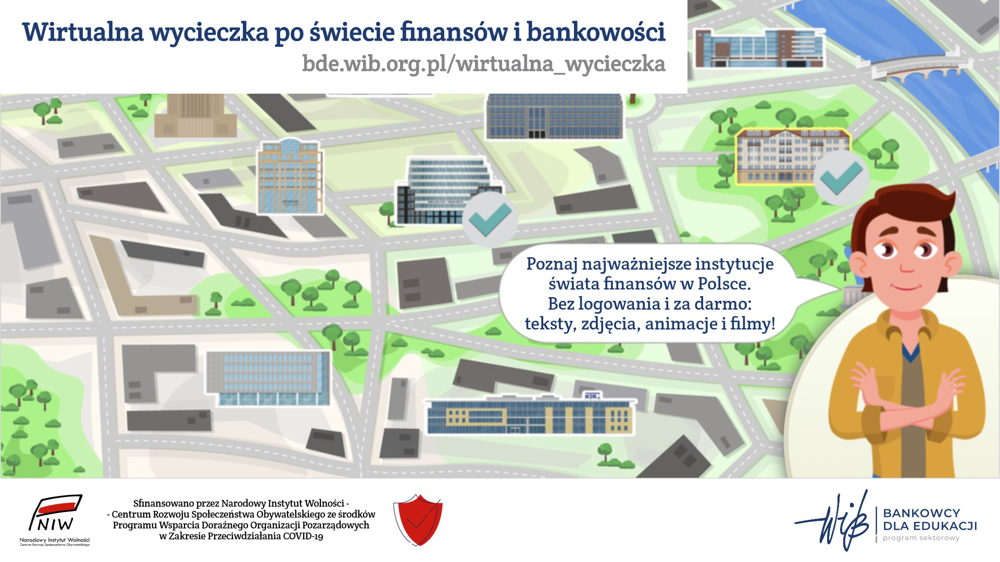 Wirtualna wycieczka po świecie finansów i bankowości
bde.wib.org.pl/wirtualna_wycieczka
Poznaj najważniejsze instytucje
świata finansów w Polsce.
Bez logowania i za darmo:
teksty, zdjęcia, animacje i filmy!
KIR
NIW
Narodowy Instytut Wolności
Centrum Rozwoju Społeczeństwa Obywatelskiego
Sfinansowano przez Narodowy Instytut Wolności -
- Centrum Rozwoju Społeczeństwa Obywatelskiego ze środków
Programu Wsparcia Doraźnego Organizacji Pozarządowych
w Zakresie Przeciwdziałania COVID-19
WiB
BANKOWCY
DLA EDUKACJI
program sektorowy